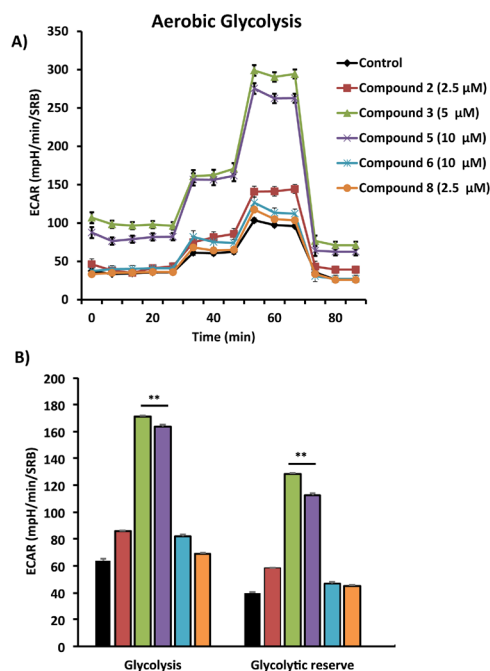 Aerobic Glycolysis
A)
ECAR (mpH/min/SRB)
350
300
250
200
150
100
50
0
0 20 40 60 80
Time (min)
Control
Compound 2 (2.5 μM)
Compound 3 (5 μM)
Compound 5 (10 μM)
Compound 6 (10 μM)
Compound 8 (2.5 μM)
B)
ECAR (mpH/min/SRB)
200
180
160
140
120
100
80
60
40
20
0
**
**
Glycolysis Glycolytic reserve